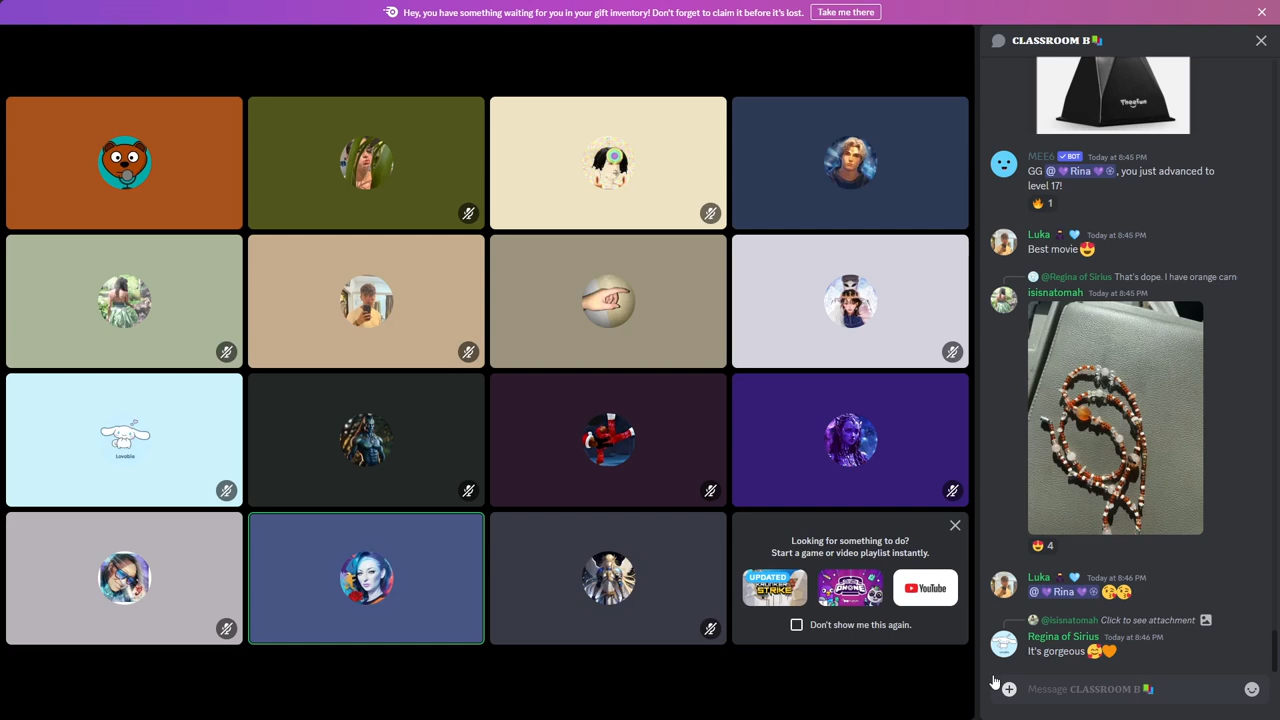 Hey, you have something waiting for you in your gift inventory! Don't forget to claim it before it's lost.
Take me there
CLASSROOM B
Theefun
MEE6 ✓ BOT Today at 8:45 PM
GG @💜Rina💜, you just advanced to
level 17!
🔥 1
Luka Today at 8:45 PM
Best movie😍
@Regina of Sirius That's dope. I have orange carn
isisnatomah Today at 8:45 PM
😍 4
Luka Today at 8:46 PM
@💜Rina💜 😘😘
@isisnatomah Click to see attachment
Regina of Sirius Today at 8:46 PM
It's gorgeous 🥰🧡
Message CLASSROOM B
Lovable
Looking for something to do?
Start a game or video playlist instantly.
UPDATED
STRIKE
PHONE
YouTube
Don't show me this again.